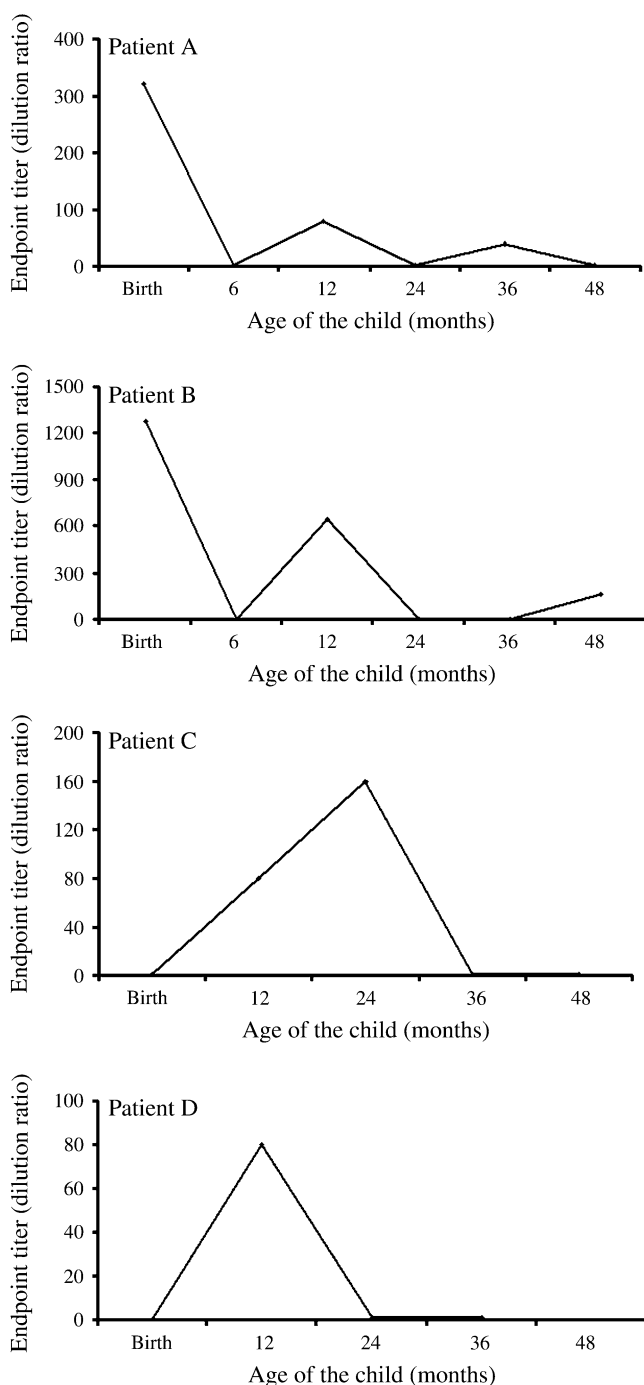 Patient A
Endpoint titer (dilution ratio)
400
300
200
100
0
Birth 6 12 24 36 48
Age of the child (months)
Patient B
Endpoint titer (dilution ratio)
1500
1200
900
600
300
0
Birth 6 12 24 36 48
Age of the child (months)
Patient C
Endpoint titer (dilution ratio)
200
160
120
80
40
0
Birth 12 24 36 48
Age of the child (months)
Patient D
Endpoint titer (dilution ratio)
100
80
60
40
20
0
Birth 12 24 36 48
Age of the child (months)